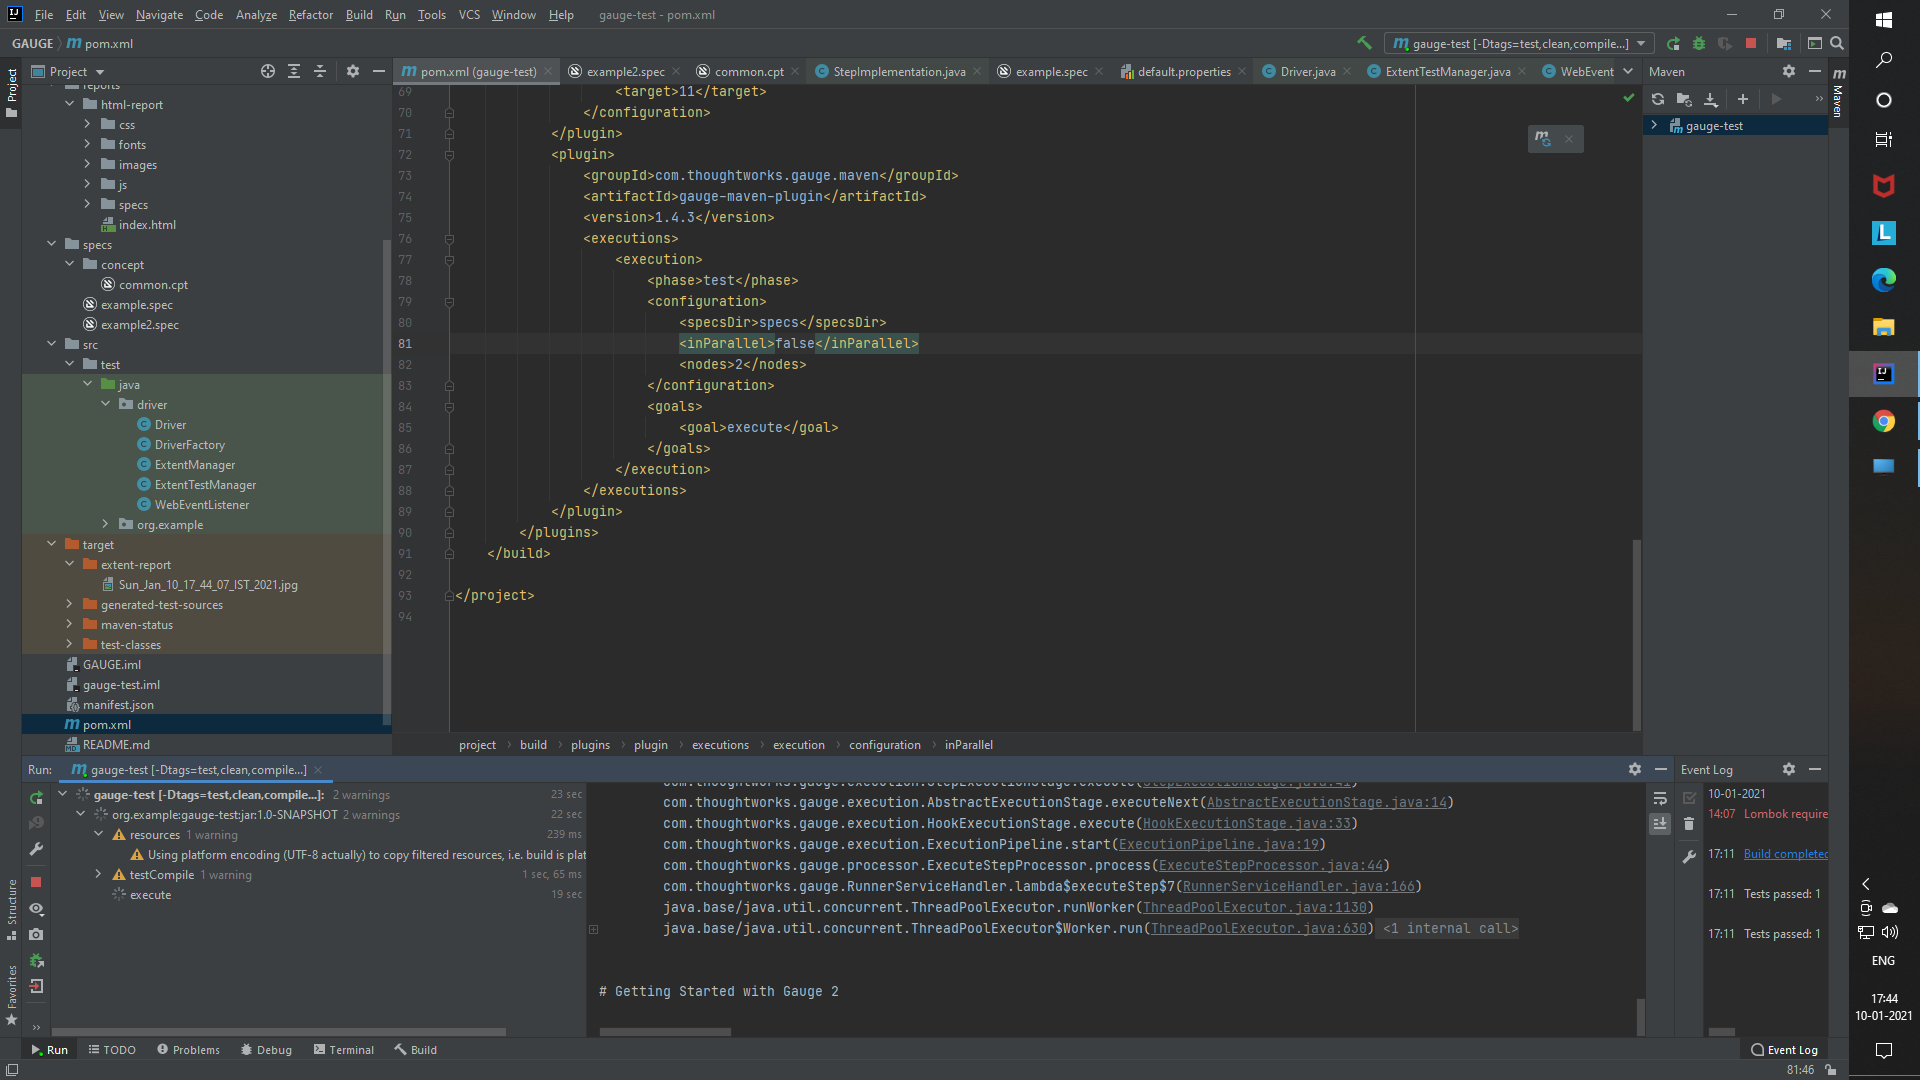 File Edit View Navigate Code Analyze Refactor Build Run Tools VCS Window Help gauge-test - pom.xml
GAUGE pom.xml
gauge-test [-Dtags=test,clean,compile...]
Project
pom.xml (gauge-test) example2.spec common.cpt StepImplementation.java example.spec default.properties Driver.java ExtentTestManager.java WebEvent
Maven
Project
Maven
gauge-test
reports
html-report
css
fonts
images
js
specs
index.html
specs
concept
common.cpt
example.spec
example2.spec
src
test
java
driver
Driver
DriverFactory
ExtentManager
ExtentTestManager
WebEventListener
org.example
target
extent-report
Sun_Jan_10_17_44_07_IST_2021.jpg
generated-test-sources
maven-status
test-classes
GAUGE.iml
gauge-test.iml
manifest.json
pom.xml
README.md
69 <target>11</target>
70 </configuration>
71 </plugin>
72 <plugin>
73 <groupId>com.thoughtworks.gauge.maven</groupId>
74 <artifactId>gauge-maven-plugin</artifactId>
75 <version>1.4.3</version>
76 <executions>
77 <execution>
78 <phase>test</phase>
79 <configuration>
80 <specsDir>specs</specsDir>
81 <inParallel>false</inParallel>
82 <nodes>2</nodes>
83 </configuration>
84 <goals>
85 <goal>execute</goal>
86 </goals>
87 </execution>
88 </executions>
89 </plugin>
90 </plugins>
91 </build>
92
93 </project>
94
project build plugins plugin executions execution configuration inParallel
Run: gauge-test [-Dtags=test,clean,compile...]
gauge-test [-Dtags=test,clean,compile...]: 2 warnings 23 sec
org.example:gauge-test:jar:1.0-SNAPSHOT 2 warnings 22 sec
resources 1 warning 239 ms
Using platform encoding (UTF-8 actually) to copy filtered resources, i.e. build is plat
testCompile 1 warning 1 sec, 65 ms
execute 19 sec
com.thoughtworks.gauge.execution.StepExecutionStage.execute(StepExecutionStage.java:41)
com.thoughtworks.gauge.execution.AbstractExecutionStage.executeNext(AbstractExecutionStage.java:14)
com.thoughtworks.gauge.execution.HookExecutionStage.execute(HookExecutionStage.java:33)
com.thoughtworks.gauge.execution.ExecutionPipeline.start(ExecutionPipeline.java:19)
com.thoughtworks.gauge.processor.ExecuteStepProcessor.process(ExecuteStepProcessor.java:44)
com.thoughtworks.gauge.RunnerServiceHandler.lambda$executeStep$7(RunnerServiceHandler.java:166)
java.base/java.util.concurrent.ThreadPoolExecutor.runWorker(ThreadPoolExecutor.java:1130)
java.base/java.util.concurrent.ThreadPoolExecutor$Worker.run(ThreadPoolExecutor.java:630) <1 internal call>
# Getting Started with Gauge 2
Event Log
10-01-2021
14:07 Lombok require
17:11 Build completed
17:11 Tests passed: 1
17:11 Tests passed: 1
Structure
Favorites
Run TODO Problems Debug Terminal Build Event Log
81:46
ENG
17:44
10-01-2021